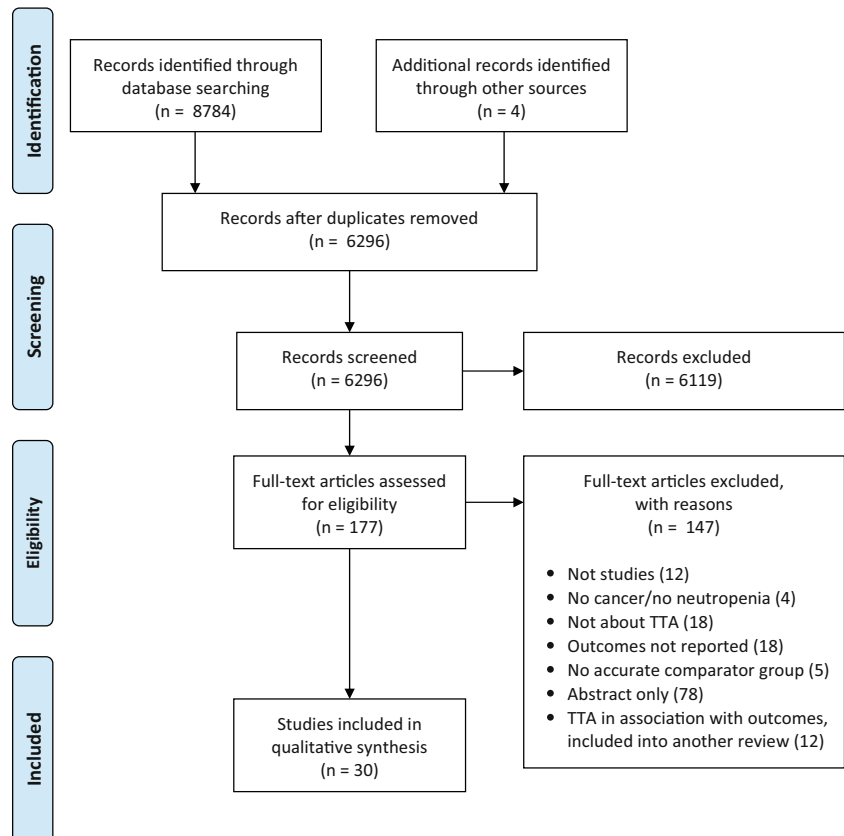 Identification
Records identified through
database searching
(n = 8784)
Additional records identified
through other sources
(n = 4)
Records after duplicates removed
(n = 6296)
Screening
Records screened
(n = 6296)
Records excluded
(n = 6119)
Eligibility
Full-text articles assessed
for eligibility
(n = 177)
Full-text articles excluded,
with reasons
(n = 147)
• Not studies (12)
• No cancer/no neutropenia (4)
• Not about TTA (18)
• Outcomes not reported (18)
• No accurate comparator group (5)
• Abstract only (78)
• TTA in association with outcomes,
included into another review (12)
Included
Studies included in
qualitative synthesis
(n = 30)